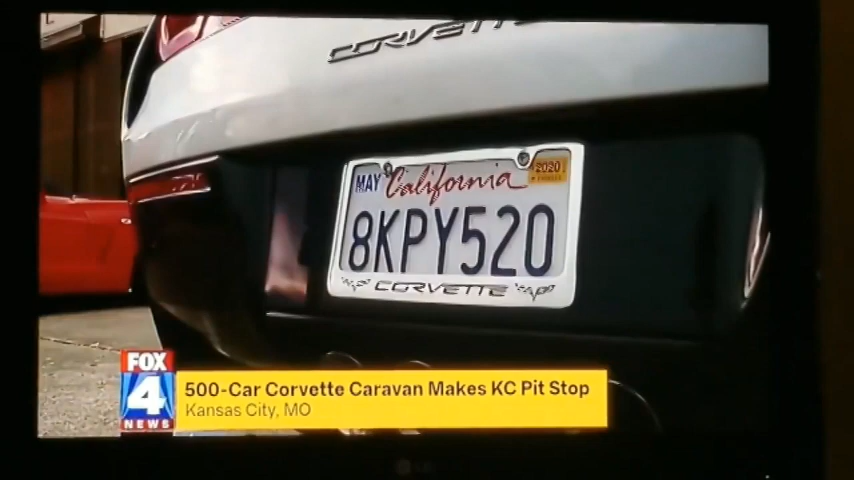 CORVETTE
MAY California 2020
8KPY520
CORVETTE
FOX
4
NEWS
500-Car Corvette Caravan Makes KC Pit Stop
Kansas City, MO